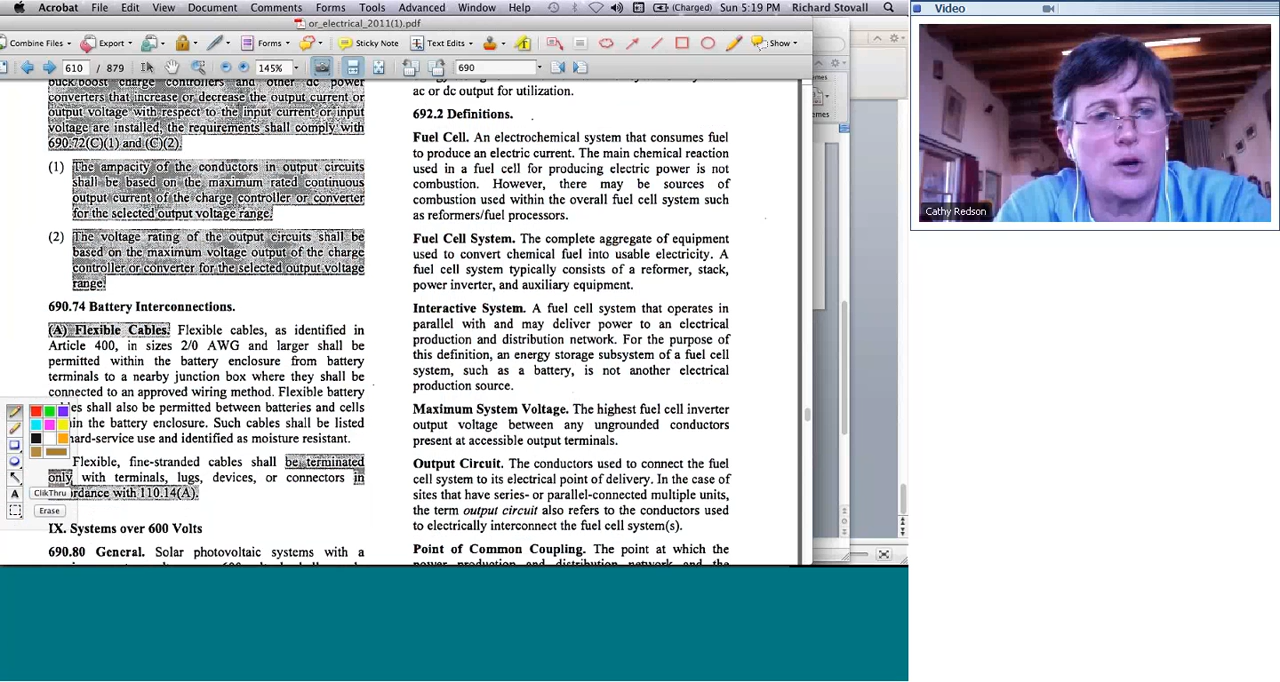 Acrobat File Edit View Document Comments Forms Tools Advanced Window Help (Charged) Sun 5:19 PM Richard Stovall
or_electrical_2011(1).pdf
Combine Files Export Forms Sticky Note Text Edits Show
610 / 879 145% 690
buck/boost charge controllers and other dc power
converters that increase or decrease the output current or
output voltage with respect to the input current or input
voltage are installed, the requirements shall comply with
690.72(C)(1) and (C)(2).
(1) The ampacity of the conductors in output circuits
shall be based on the maximum rated continuous
output current of the charge controller or converter
for the selected output voltage range.
(2) The voltage rating of the output circuits shall be
based on the maximum voltage output of the charge
controller or converter for the selected output voltage
range.
690.74 Battery Interconnections.
(A) Flexible Cables. Flexible cables, as identified in
Article 400, in sizes 2/0 AWG and larger shall be
permitted within the battery enclosure from battery
terminals to a nearby junction box where they shall be
connected to an approved wiring method. Flexible battery
shall also be permitted between batteries and cells
the battery enclosure. Such cables shall be listed
hard-service use and identified as moisture resistant.
Flexible, fine-stranded cables shall be terminated
only with terminals, lugs, devices, or connectors in
with 110.14(A).
ClikThru
Erase
IX. Systems over 600 Volts
690.80 General. Solar photovoltaic systems with a
ac or dc output for utilization.
692.2 Definitions.
Fuel Cell. An electrochemical system that consumes fuel
to produce an electric current. The main chemical reaction
used in a fuel cell for producing electric power is not
combustion. However, there may be sources of
combustion used within the overall fuel cell system such
as reformers/fuel processors.
Fuel Cell System. The complete aggregate of equipment
used to convert chemical fuel into usable electricity. A
fuel cell system typically consists of a reformer, stack,
power inverter, and auxiliary equipment.
Interactive System. A fuel cell system that operates in
parallel with and may deliver power to an electrical
production and distribution network. For the purpose of
this definition, an energy storage subsystem of a fuel cell
system, such as a battery, is not another electrical
production source.
Maximum System Voltage. The highest fuel cell inverter
output voltage between any ungrounded conductors
present at accessible output terminals.
Output Circuit. The conductors used to connect the fuel
cell system to its electrical point of delivery. In the case of
sites that have series- or parallel-connected multiple units,
the term output circuit also refers to the conductors used
to electrically interconnect the fuel cell system(s).
Point of Common Coupling. The point at which the
power production and distribution network and the
Video
Cathy Redson